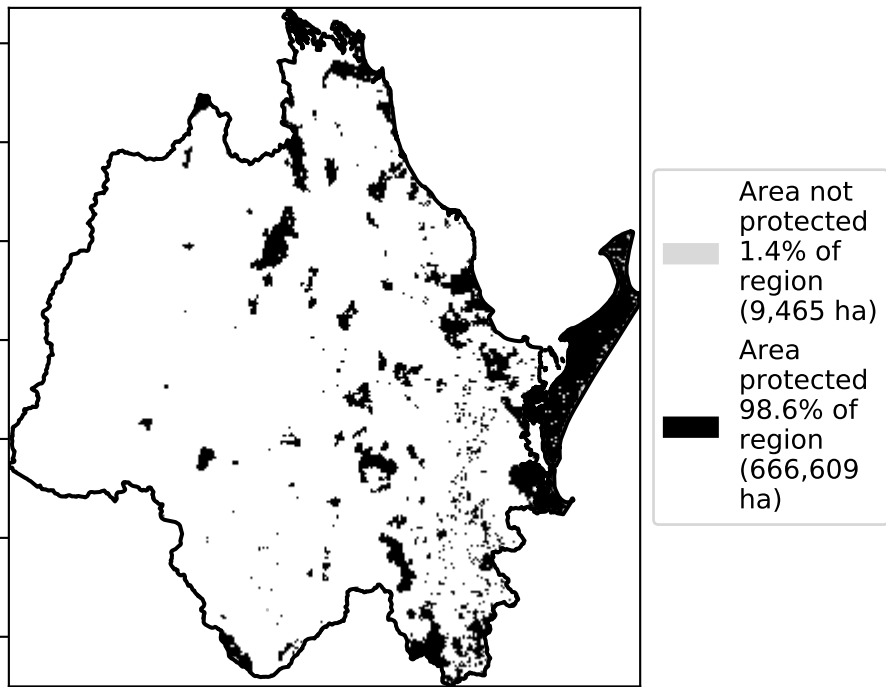 Area not
protected
1.4% of
region
(9,465 ha)
Area
protected
98.6% of
region
(666,609
ha)